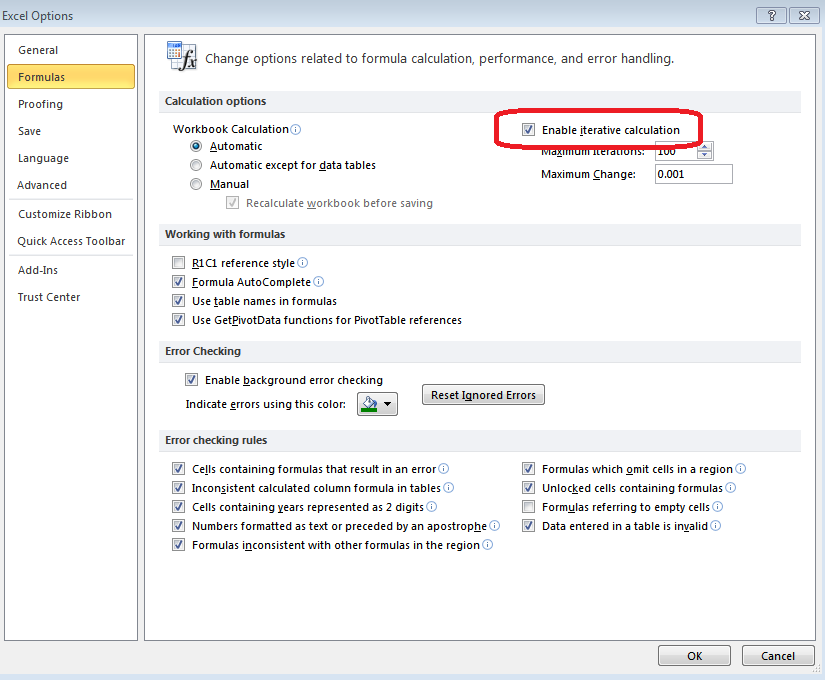 Excel Options
?
General
Formulas
Proofing
Save
Language
Advanced
Customize Ribbon
Quick Access Toolbar
Add-Ins
Trust Center
fx Change options related to formula calculation, performance, and error handling.
Calculation options
Workbook Calculation
Automatic
Automatic except for data tables
Manual
Recalculate workbook before saving
Enable iterative calculation
Maximum Iterations: 100
Maximum Change: 0.001
Working with formulas
R1C1 reference style
Formula AutoComplete
Use table names in formulas
Use GetPivotData functions for PivotTable references
Error Checking
Enable background error checking
Indicate errors using this color:
Reset Ignored Errors
Error checking rules
Cells containing formulas that result in an error
Inconsistent calculated column formula in tables
Cells containing years represented as 2 digits
Numbers formatted as text or preceded by an apostrophe
Formulas inconsistent with other formulas in the region
Formulas which omit cells in a region
Unlocked cells containing formulas
Formulas referring to empty cells
Data entered in a table is invalid
OK
Cancel